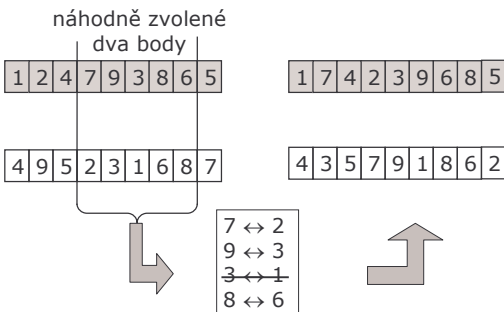 náhodně zvolené
dva body
1 2 4 7 9 3 8 6 5
1 7 4 2 3 9 6 8 5
4 9 5 2 3 1 6 8 7
4 3 5 7 9 1 8 6 2
7 ↔ 2
9 ↔ 3
3 ↔ 1
8 ↔ 6